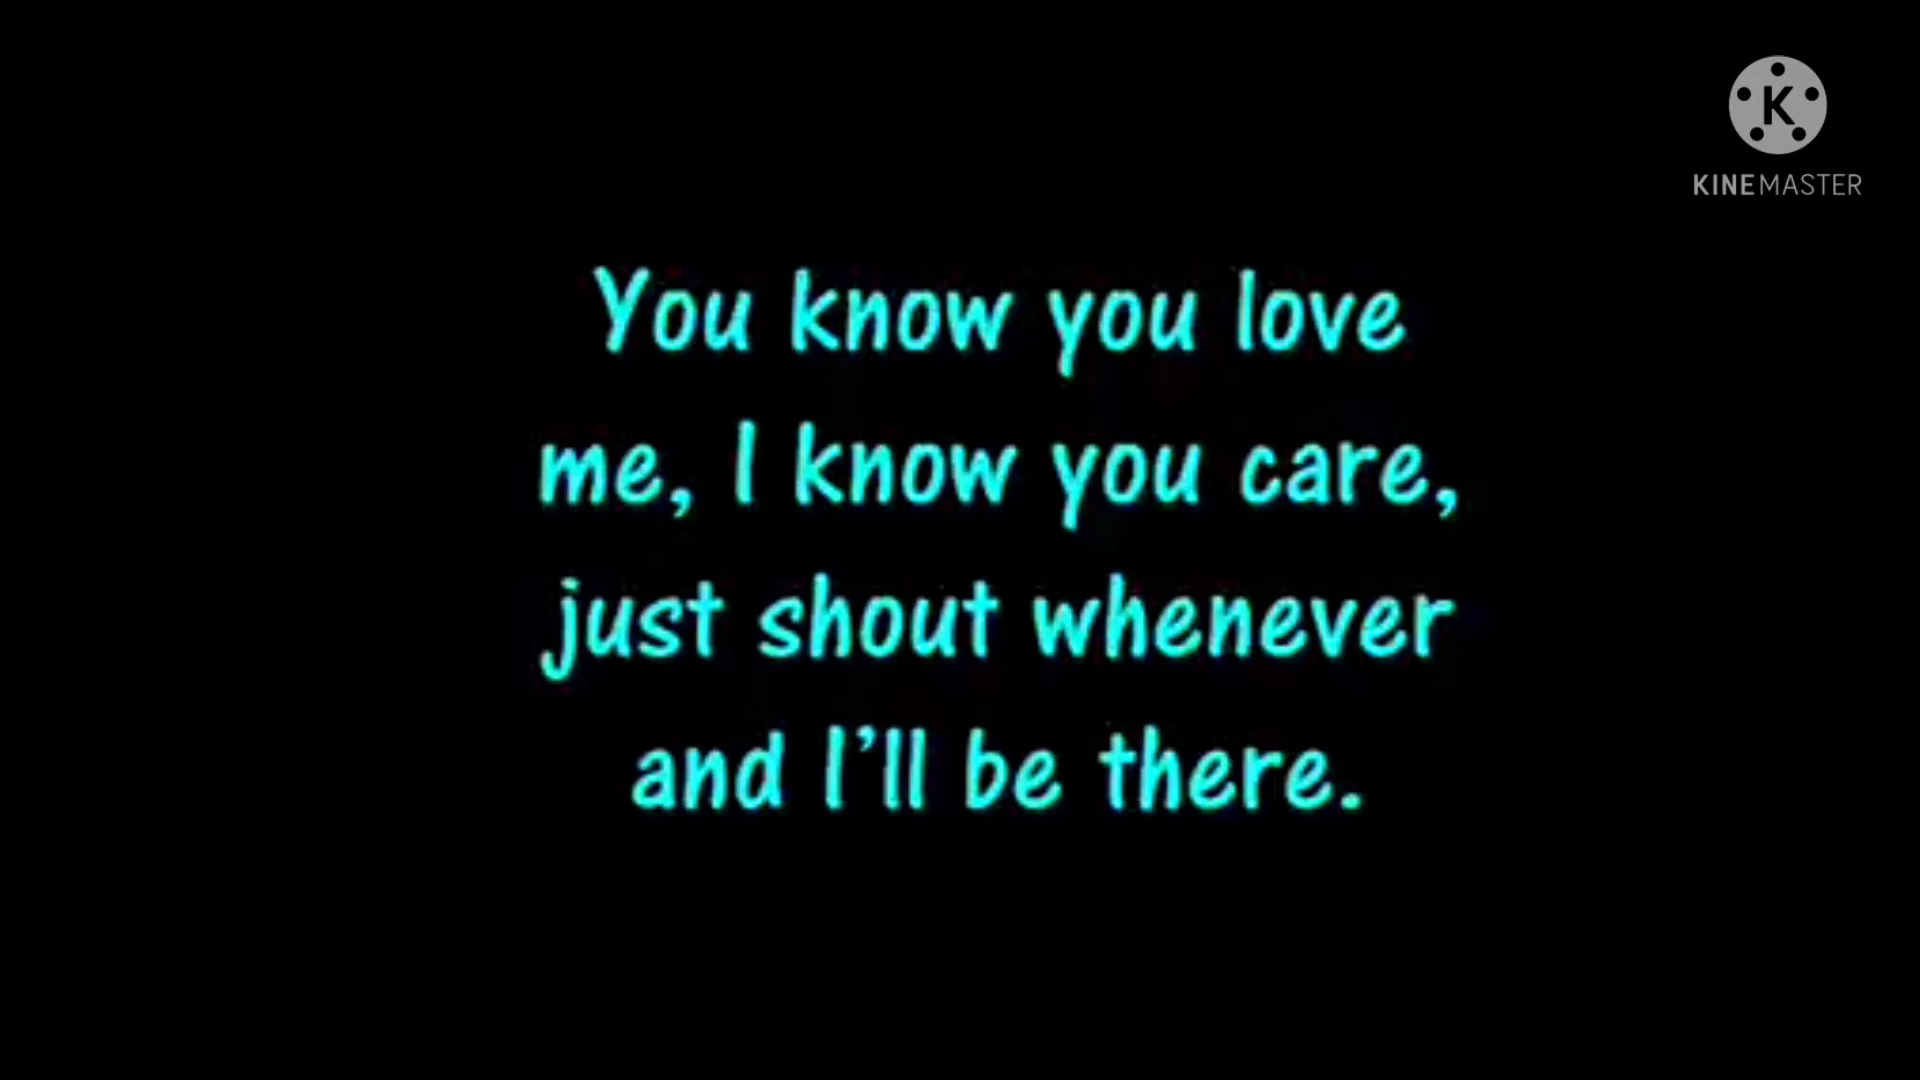 K
KINEMASTER
You know you love
me, I know you care,
just shout whenever
and I'll be there.